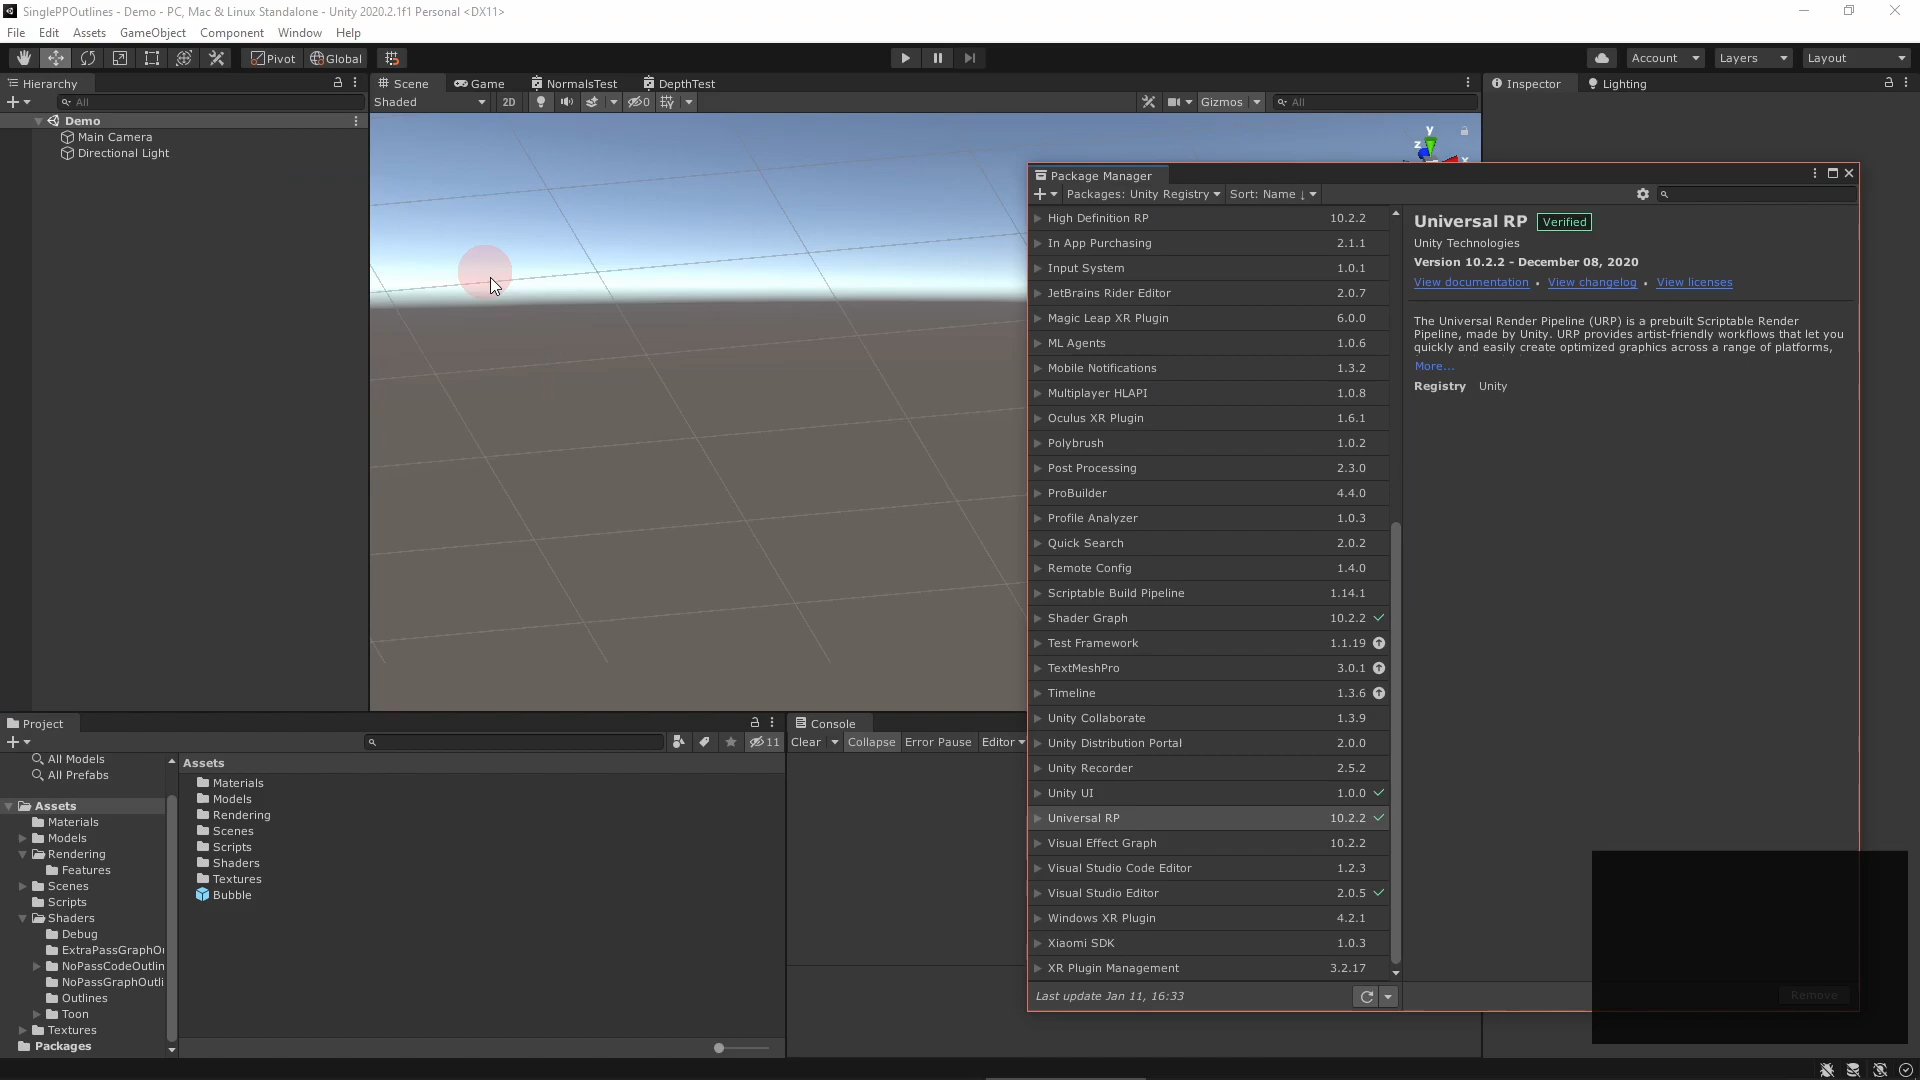 SinglePPOutlines - Demo - PC, Mac & Linux Standalone - Unity 2020.2.1f1 Personal <DX11>
File Edit Assets GameObject Component Window Help
Pivot Global Account Layers Layout
Hierarchy
All
Demo
Main Camera
Directional Light
Scene Game NormalsTest DepthTest
Shaded 2D 0 Gizmos All
y
z
x
Inspector Lighting
Package Manager
Packages: Unity Registry Sort: Name ↓
High Definition RP 10.2.2
In App Purchasing 2.1.1
Input System 1.0.1
JetBrains Rider Editor 2.0.7
Magic Leap XR Plugin 6.0.0
ML Agents 1.0.6
Mobile Notifications 1.3.2
Multiplayer HLAPI 1.0.8
Oculus XR Plugin 1.6.1
Polybrush 1.0.2
Post Processing 2.3.0
ProBuilder 4.4.0
Profile Analyzer 1.0.3
Quick Search 2.0.2
Remote Config 1.4.0
Scriptable Build Pipeline 1.14.1
Shader Graph 10.2.2
Test Framework 1.1.19
TextMeshPro 3.0.1
Timeline 1.3.6
Unity Collaborate 1.3.9
Unity Distribution Portal 2.0.0
Unity Recorder 2.5.2
Unity UI 1.0.0
Universal RP 10.2.2
Visual Effect Graph 10.2.2
Visual Studio Code Editor 1.2.3
Visual Studio Editor 2.0.5
Windows XR Plugin 4.2.1
Xiaomi SDK 1.0.3
XR Plugin Management 3.2.17
Last update Jan 11, 16:33
Universal RP Verified
Unity Technologies
Version 10.2.2 - December 08, 2020
View documentation . View changelog . View licenses
The Universal Render Pipeline (URP) is a prebuilt Scriptable Render
Pipeline, made by Unity. URP provides artist-friendly workflows that let you
quickly and easily create optimized graphics across a range of platforms,
More...
Registry Unity
Remove
Project
11
All Models
All Prefabs
Assets
Materials
Models
Rendering
Features
Scenes
Scripts
Shaders
Debug
ExtraPassGraphO
NoPassCodeOutlin
NoPassGraphOutli
Outlines
Toon
Textures
Packages
Assets
Materials
Models
Rendering
Scenes
Scripts
Shaders
Textures
Bubble
Console
Clear Collapse Error Pause Editor